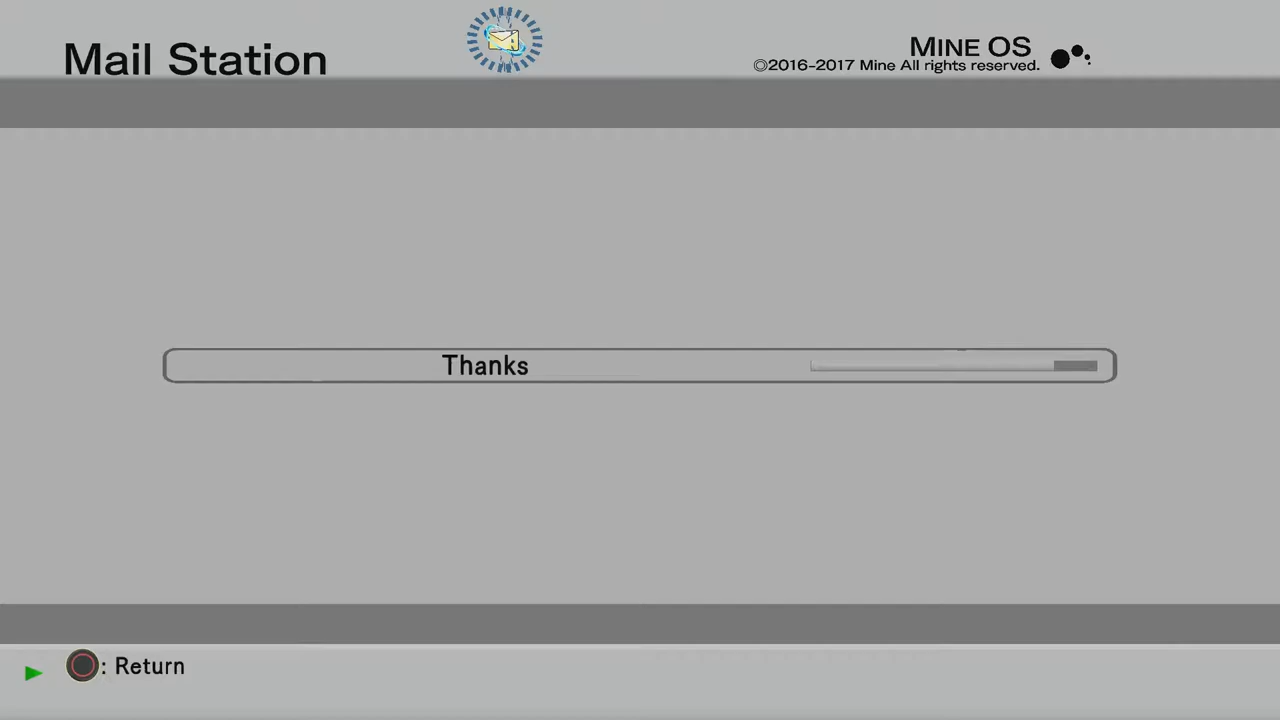 Mail Station
MINE OS
©2016-2017 Mine All rights reserved.
Thanks
: Return